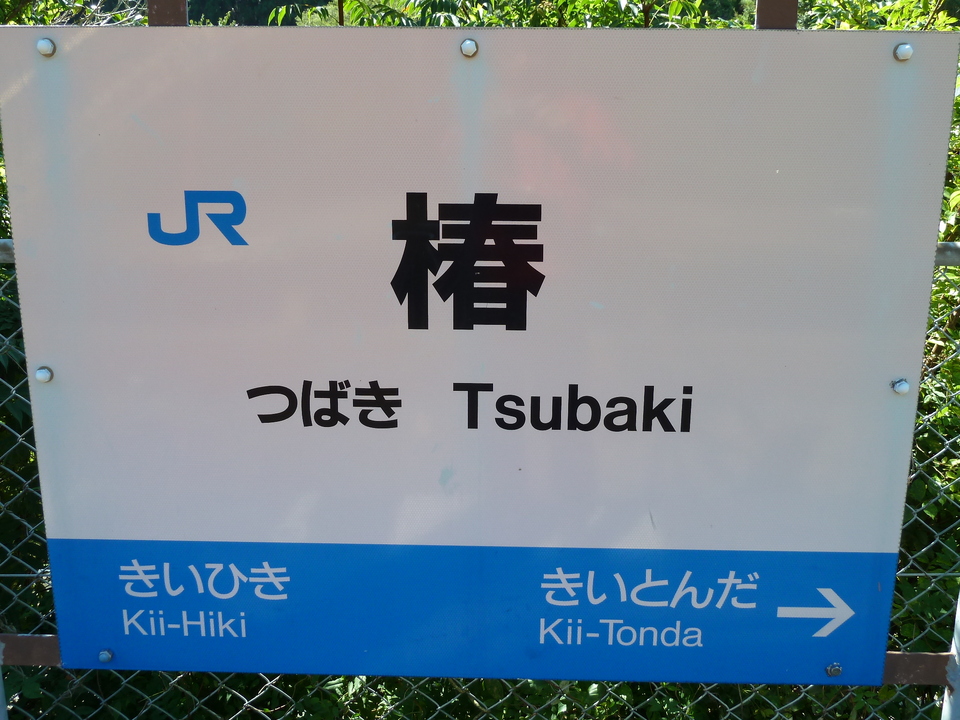 JR
椿
つばき Tsubaki
きいひき
Kii-Hiki
きいとんだ →
Kii-Tonda